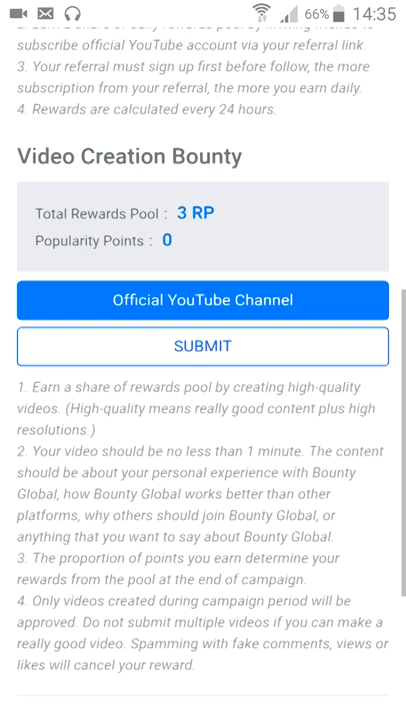 66% 14:35
subscribe official YouTube account via your referral link.
3. Your referral must sign up first before follow, the more
subscription from your referral, the more you earn daily.
4. Rewards are calculated every 24 hours.
Video Creation Bounty
Total Rewards Pool : 3 RP
Popularity Points : 0
Official YouTube Channel
SUBMIT
1. Earn a share of rewards pool by creating high-quality
videos. (High-quality means really good content plus high
resolutions.)
2. Your video should be no less than 1 minute. The content
should be about your personal experience with Bounty
Global, how Bounty Global works better than other
platforms, why others should join Bounty Global, or
anything that you want to say about Bounty Global.
3. The proportion of points you earn determine your
rewards from the pool at the end of campaign.
4. Only videos created during campaign period will be
approved. Do not submit multiple videos if you can make a
really good video. Spamming with fake comments, views or
likes will cancel your reward.